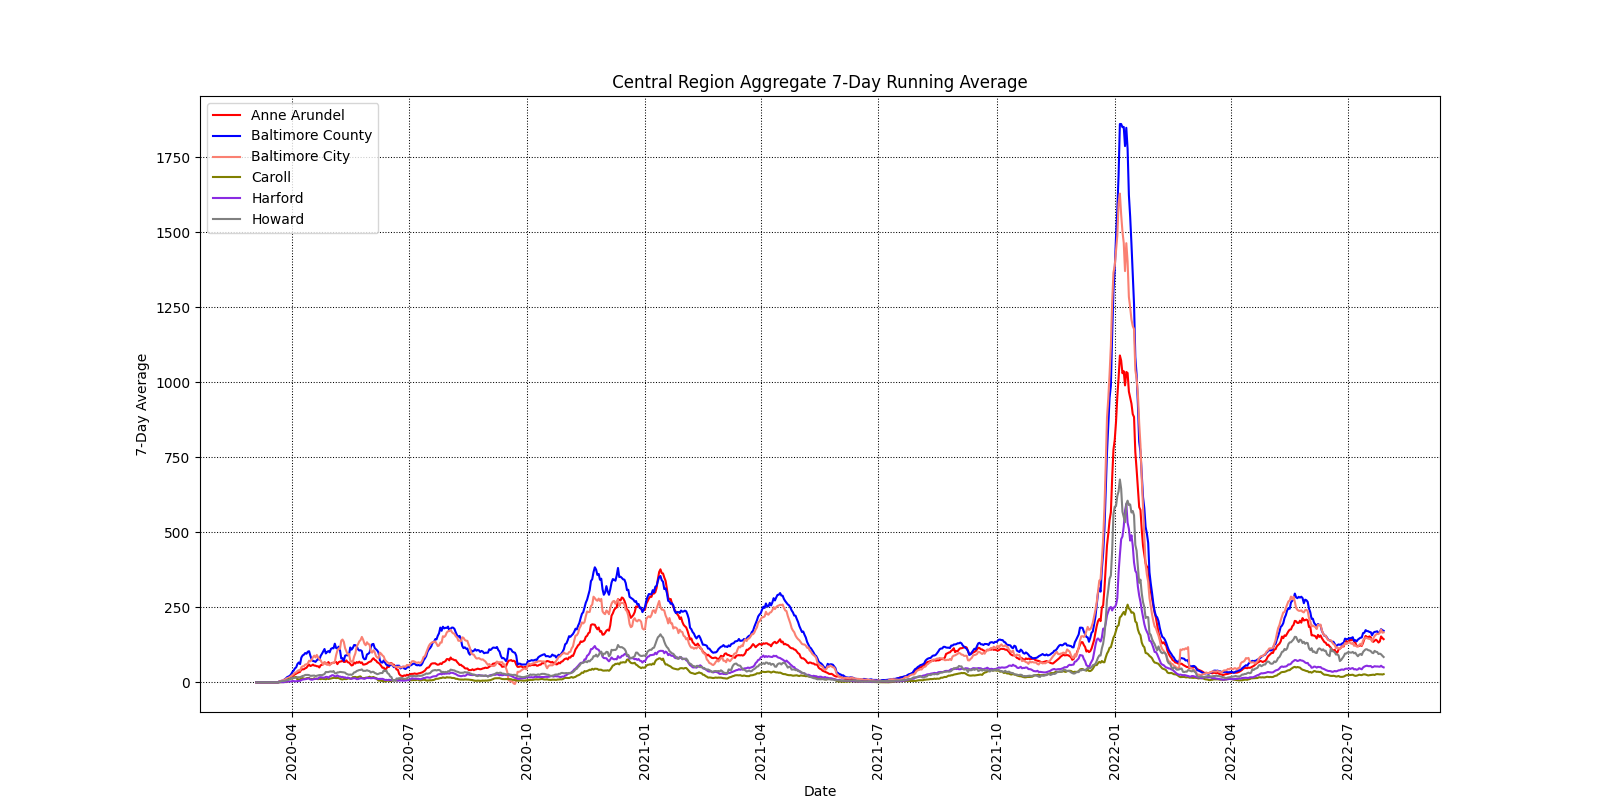 Central Region Aggregate 7-Day Running Average
Anne Arundel
Baltimore County
Baltimore City
Caroll
Harford
Howard
1750
1500
1250
1000
750
500
250
0
7-Day Average
2020-04
2020-07
2020-10
2021-01
2021-04
2021-07
2021-10
2022-01
2022-04
2022-07
Date